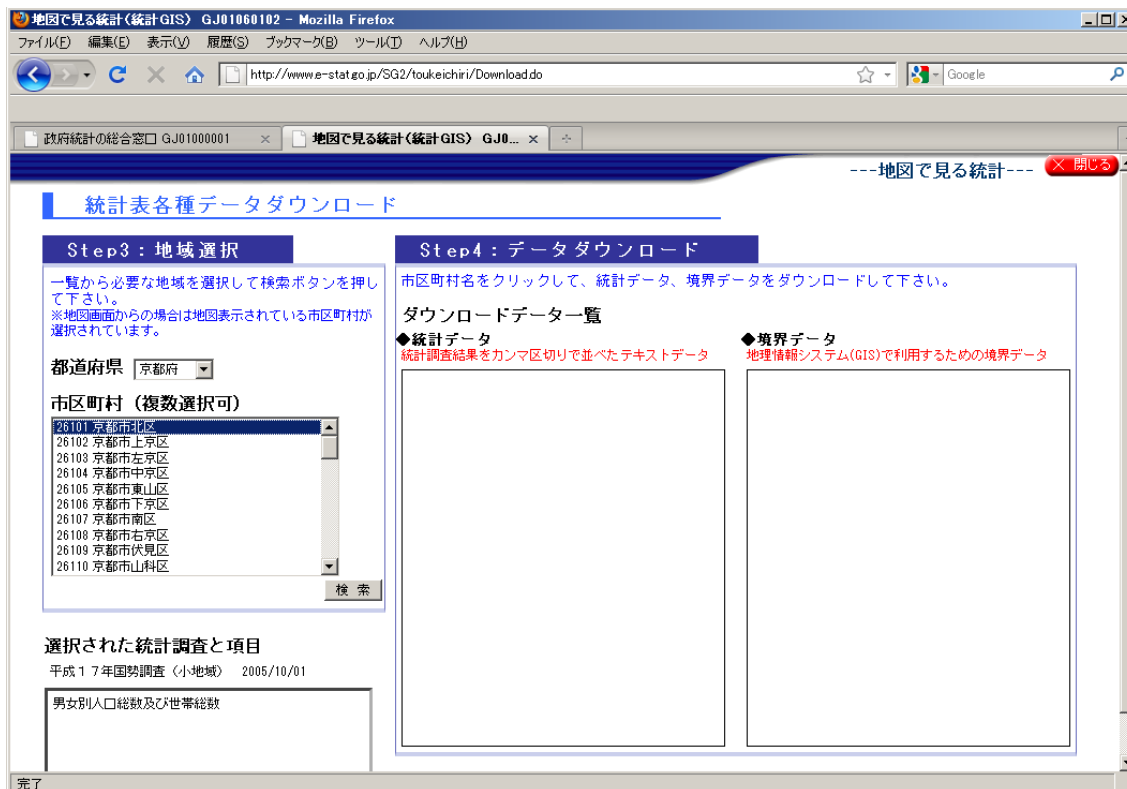 地図で見る統計(統計GIS) GJ01060102 - Mozilla Firefox
ファイル(F) 編集(E) 表示(V) 履歴(S) ブックマーク(B) ツール(T) ヘルプ(H)
http://www.e-stat.go.jp/SG2/toukeichiri/Download.do
Google
政府統計の総合窓口 GJ01000001
地図で見る統計(統計GIS) GJ0...
---地図で見る統計---
閉じる
統計表各種データダウンロード
Step3：地域選択
一覧から必要な地域を選択して検索ボタンを押し
て下さい。
※地図画面からの場合は地図表示されている市区町村が
選択されています。
都道府県 京都府
市区町村（複数選択可）
26101 京都市北区
26102 京都市上京区
26103 京都市左京区
26104 京都市中京区
26105 京都市東山区
26106 京都市下京区
26107 京都市南区
26108 京都市右京区
26109 京都市伏見区
26110 京都市山科区
検 索
選択された統計調査と項目
平成１７年国勢調査（小地域） 2005/10/01
男女別人口総数及び世帯総数
Step4：データダウンロード
市区町村名をクリックして、統計データ、境界データをダウンロードして下さい。
ダウンロードデータ一覧
◆統計データ
統計調査結果をカンマ区切りで並べたテキストデータ
◆境界データ
地理情報システム(GIS)で利用するための境界データ
完了